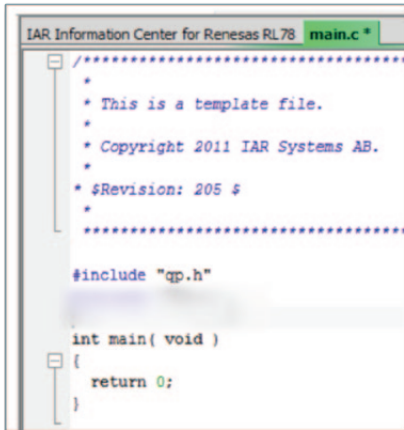 IAR Information Center for Renesas RL78 main.c *
/***********************************
*
* This is a template file.
*
* Copyright 2011 IAR Systems AB.
*
* $Revision: 205 $
*
***********************************
#include "qp.h"
int main( void )
{
return 0;
}